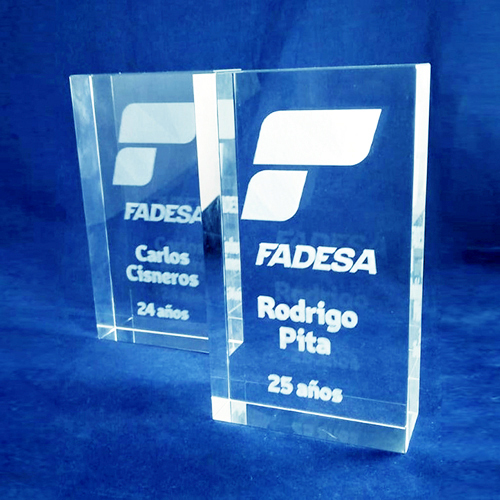 FADESA
Carlos
Cisneros
24 años
FADESA
Rodrigo
Pita
25 años